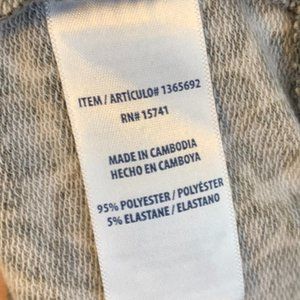 ITEM / ARTÍCULO# 1365692
RN# 15741
MADE IN CAMBODIA
HECHO EN CAMBOYA
95% POLYESTER / POLYÉSTER
5% ELASTANE / ELASTANO